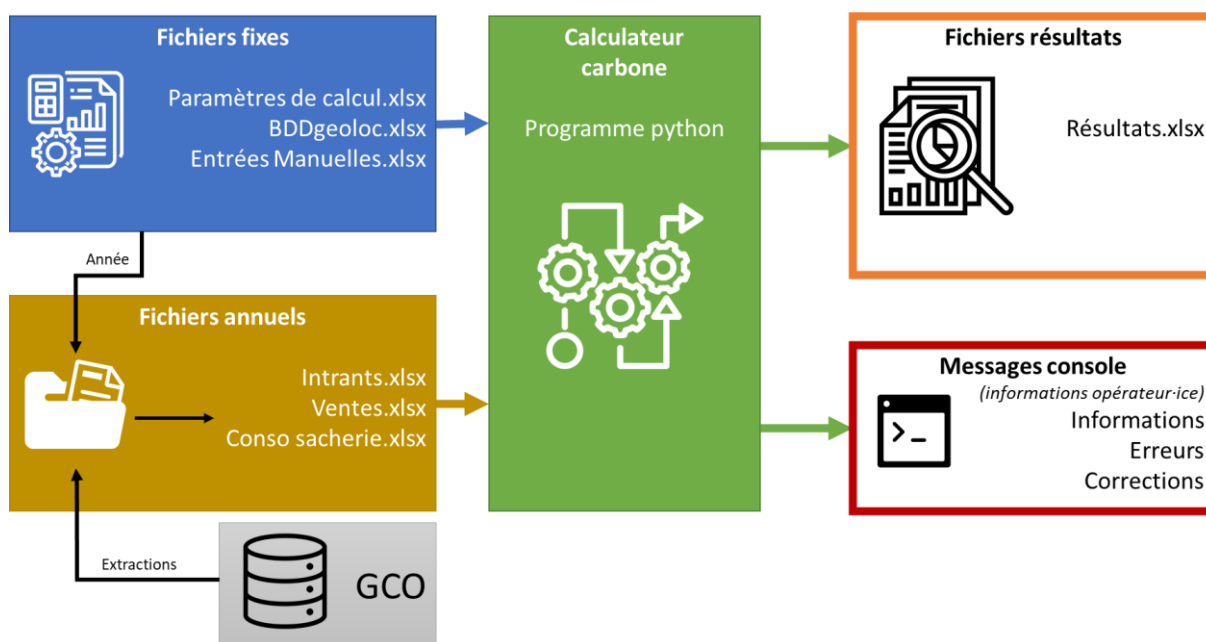 Fichiers fixes
Paramètres de calcul.xlsx
BDDgeoloc.xlsx
Entrées Manuelles.xlsx
Année
Fichiers annuels
Intrants.xlsx
Ventes.xlsx
Conso sacherie.xlsx
Extractions
GCO
Calculateur
carbone
Programme python
Fichiers résultats
Résultats.xlsx
Messages console
(informations opérateur·ice)
Informations
Erreurs
Corrections